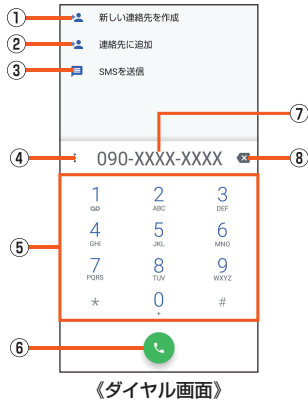 ① 新しい連絡先を作成
② 連絡先に追加
③ SMSを送信
⑦
④ 090-XXXX-XXXX ⑧
1 2 3
ABC DEF
4 5 6
GHI JKL MNO
⑤
7 8 9
PQRS TUV WXYZ
* 0 #
+
⑥
《ダイヤル画面》